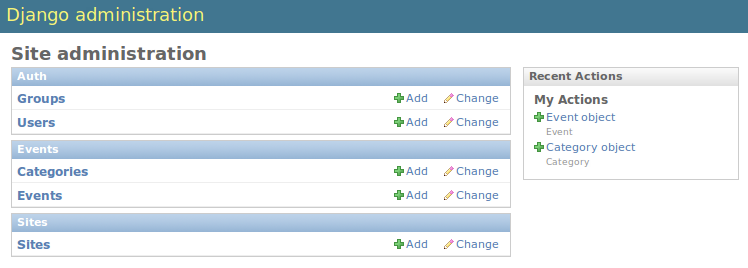 Django administration
Site administration
Auth
Groups Add Change
Users Add Change
Events
Categories Add Change
Events Add Change
Sites
Sites Add Change
Recent Actions
My Actions
Event object
Event
Category object
Category